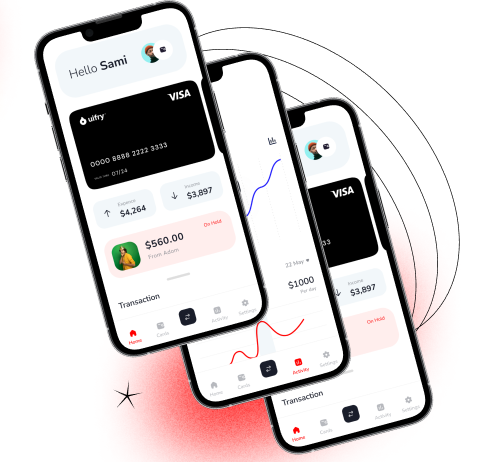 Hello Sami
uifry
VISA
0000 8888 2222 3333
07/24
Expense
$4,264
Income
$3,897
$560.00
From Adam
On Hold
Transaction
Home
Cards
Activity
Settings
22 May
$1000
Per day
Home
Cards
Activity
Settings
VISA
33
$3,897
On Hold
Transaction
Home
Cards
Activity
Settings